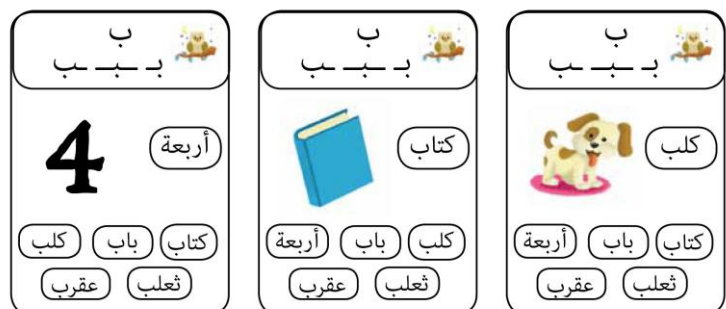 ب
بـ ـبـ ـب
كلب
كتاب باب أربعة
ثعلب عقرب
ب
بـ ـبـ ـب
كتاب
كلب باب أربعة
ثعلب عقرب
ب
بـ ـبـ ـب
أربعة
4
كتاب باب كلب
ثعلب عقرب